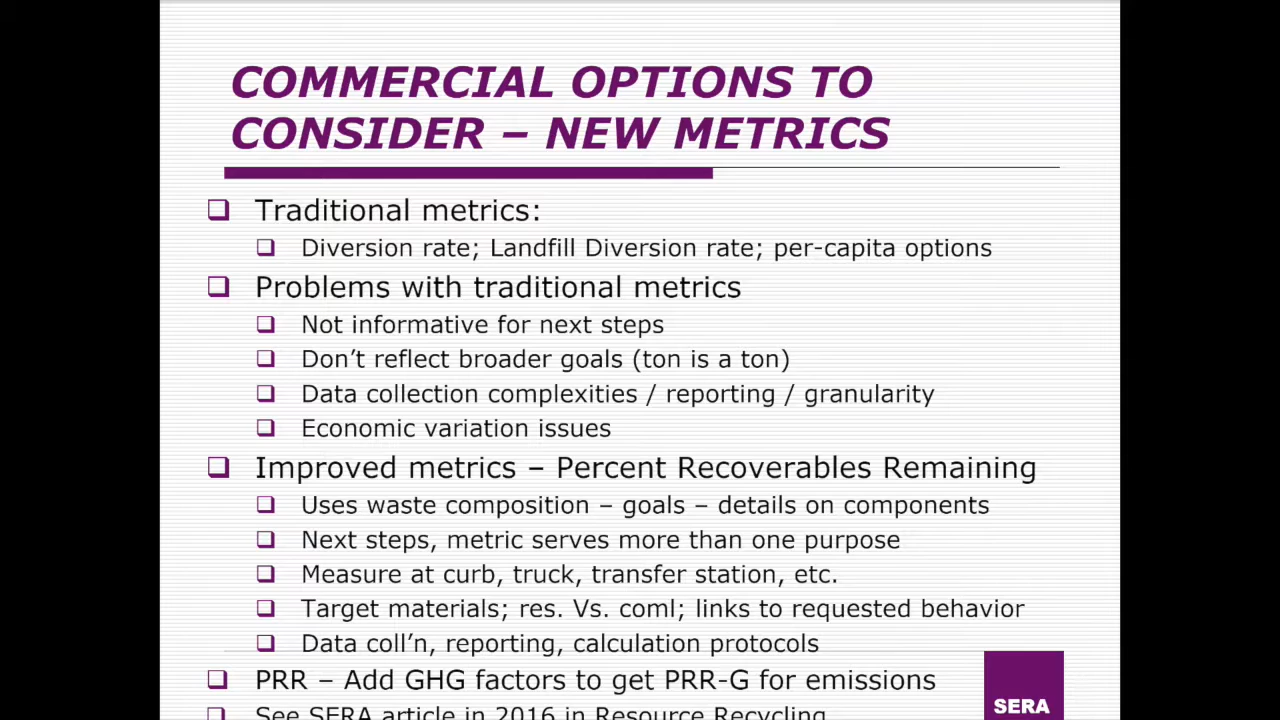 COMMERCIAL OPTIONS TO
CONSIDER – NEW METRICS
Traditional metrics:
Diversion rate; Landfill Diversion rate; per-capita options
Problems with traditional metrics
Not informative for next steps
Don’t reflect broader goals (ton is a ton)
Data collection complexities / reporting / granularity
Economic variation issues
Improved metrics – Percent Recoverables Remaining
Uses waste composition – goals – details on components
Next steps, metric serves more than one purpose
Measure at curb, truck, transfer station, etc.
Target materials; res. Vs. coml; links to requested behavior
Data coll’n, reporting, calculation protocols
PRR – Add GHG factors to get PRR-G for emissions
See SERA article in 2016 in Resource Recycling
SERA